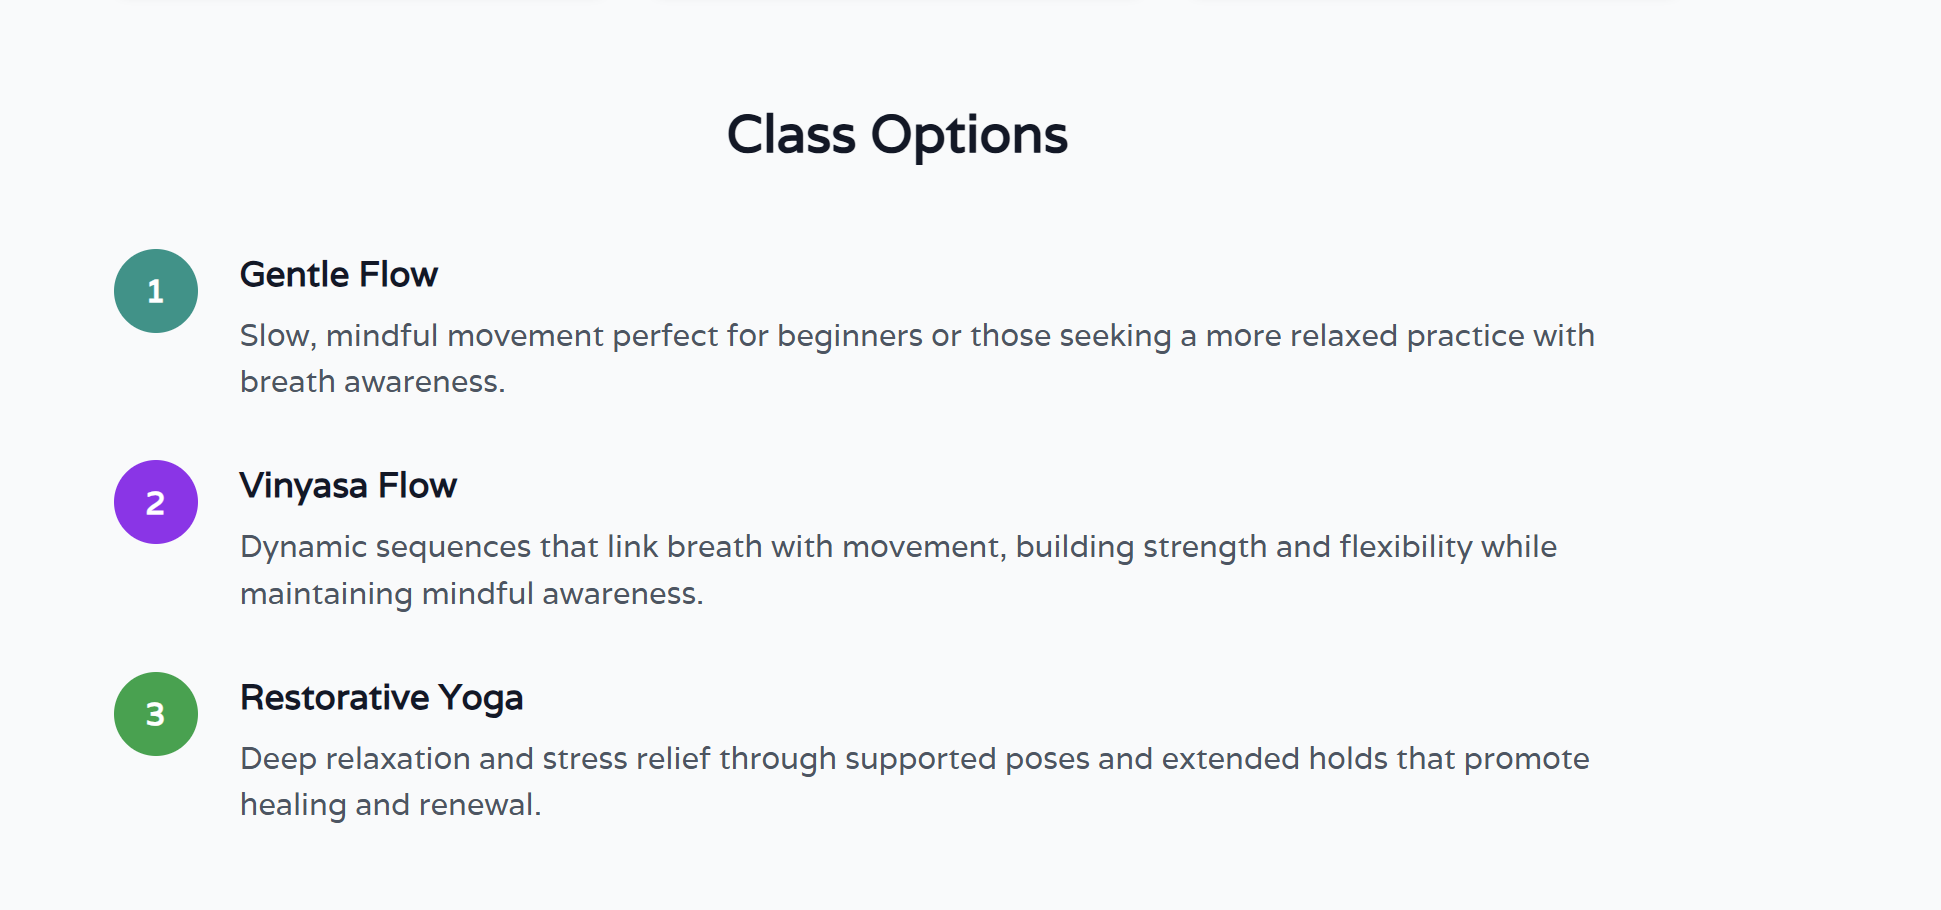 Class Options
1
Gentle Flow
Slow, mindful movement perfect for beginners or those seeking a more relaxed practice with
breath awareness.
2
Vinyasa Flow
Dynamic sequences that link breath with movement, building strength and flexibility while
maintaining mindful awareness.
3
Restorative Yoga
Deep relaxation and stress relief through supported poses and extended holds that promote
healing and renewal.